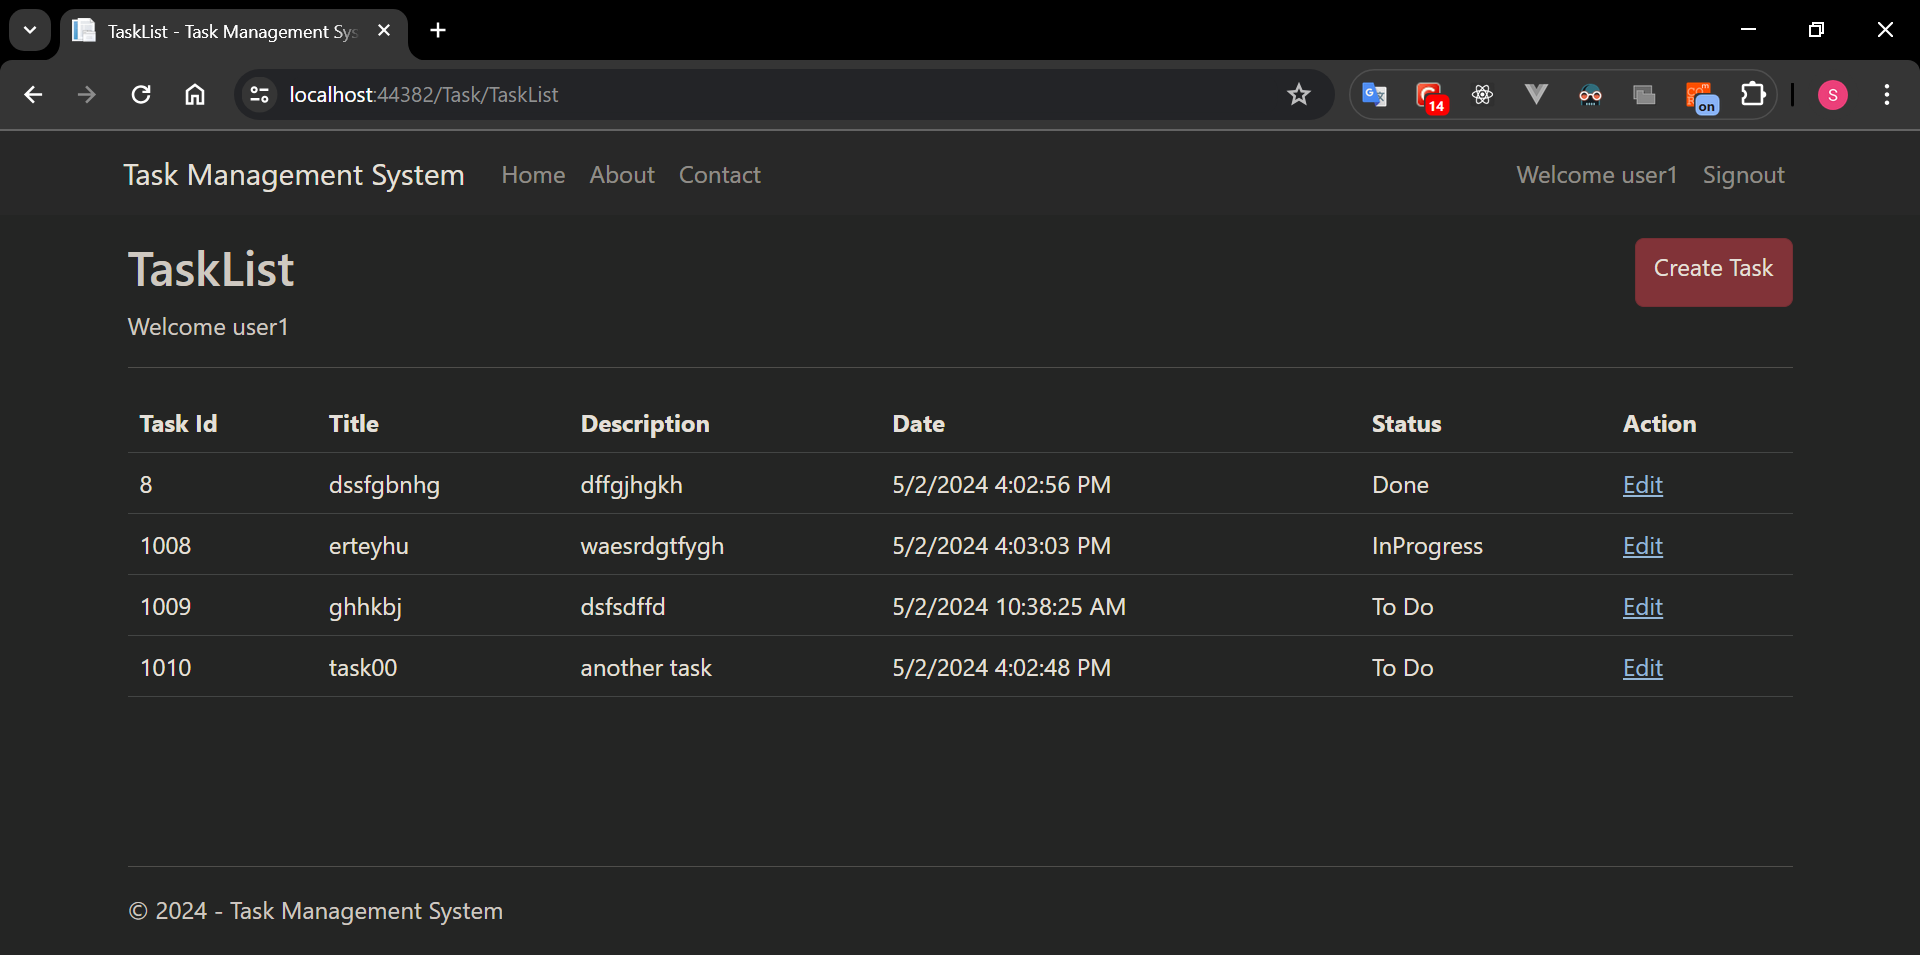 TaskList - Task Management Sys
localhost:44382/Task/TaskList
14
on
S
Task Management System Home About Contact Welcome user1 Signout
TaskList
Create Task
Welcome user1
Task Id Title Description Date Status Action
8 dssfgbnhg dffgjhgkh 5/2/2024 4:02:56 PM Done Edit
1008 erteyhu waesrdgtfygh 5/2/2024 4:03:03 PM InProgress Edit
1009 ghhkbj dsfsdffd 5/2/2024 10:38:25 AM To Do Edit
1010 task00 another task 5/2/2024 4:02:48 PM To Do Edit
© 2024 - Task Management System